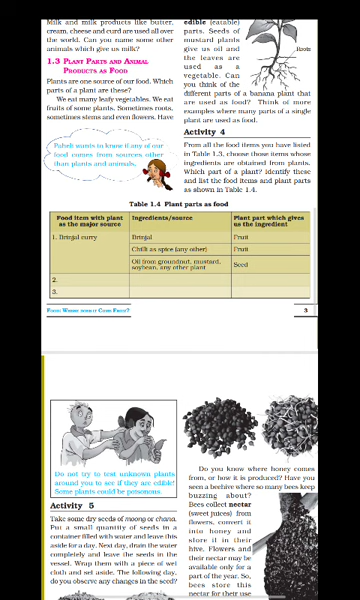 Milk and milk products like butter,
cream, cheese and curd are used all over
the world. Can you name some other
animals which give us milk?
1.3 PLANT PARTS AND ANIMAL
PRODUCTS AS FOOD
Plants are one source of our food. Which
parts of a plant are these?
We eat many leafy vegetables. We eat
fruits of some plants. Sometimes roots,
sometimes stems and even flowers. Have
Paheli wants to know if any of our
food comes from sources other
than plants and animals.
edible (eatable)
parts. Seeds of
mustard plants
give us oil and
the leaves are
used as a
vegetable. Can
you think of the
different parts of a banana plant that
are used as food? Think of more
examples where many parts of a single
plant are used as food.
Roots
Activity 4
From all the food items you have listed
in Table 1.3, choose those items whose
ingredients are obtained from plants.
Which part of a plant? Identify these
and list the food items and plant parts
as shown in Table 1.4.
Table 1.4 Plant parts as food
Food item with plant as the major source
Ingredients/source
Plant part which gives us the ingredient
1. Brinjal curry
Brinjal
Fruit
Chilli as spice (any other)
Fruit
Oil from groundnut, mustard, soybean, any other plant
Seed
2.
3.
FOOD: WHERE DOES IT COME FROM?
3
Do not try to test unknown plants
around you to see if they are edible!
Some plants could be poisonous.
Activity 5
Take some dry seeds of moong or chana.
Put a small quantity of seeds in a
container filled with water and leave this
aside for a day. Next day, drain the water
completely and leave the seeds in the
vessel. Wrap them with a piece of wet
cloth and set aside. The following day,
do you observe any changes in the seeds?
Do you know where honey comes
from, or how it is produced? Have you
seen a beehive where so many bees keep
buzzing about?
Bees collect nectar
(sweet juices) from
flowers, convert it
into honey and
store it in their
hive. Flowers and
their nectar may be
available only for a
part of the year. So,
bees store this
nectar for their use